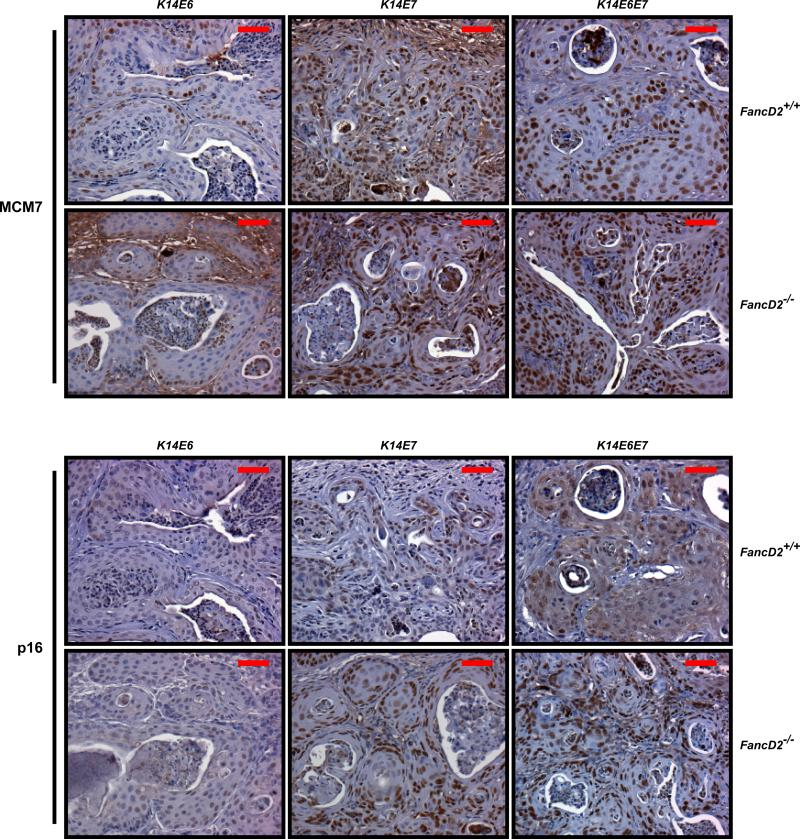 K14E6 K14E7 K14E6E7
FancD2+/+
MCM7
FancD2-/-
K14E6 K14E7 K14E6E7
FancD2+/+
p16
FancD2-/-